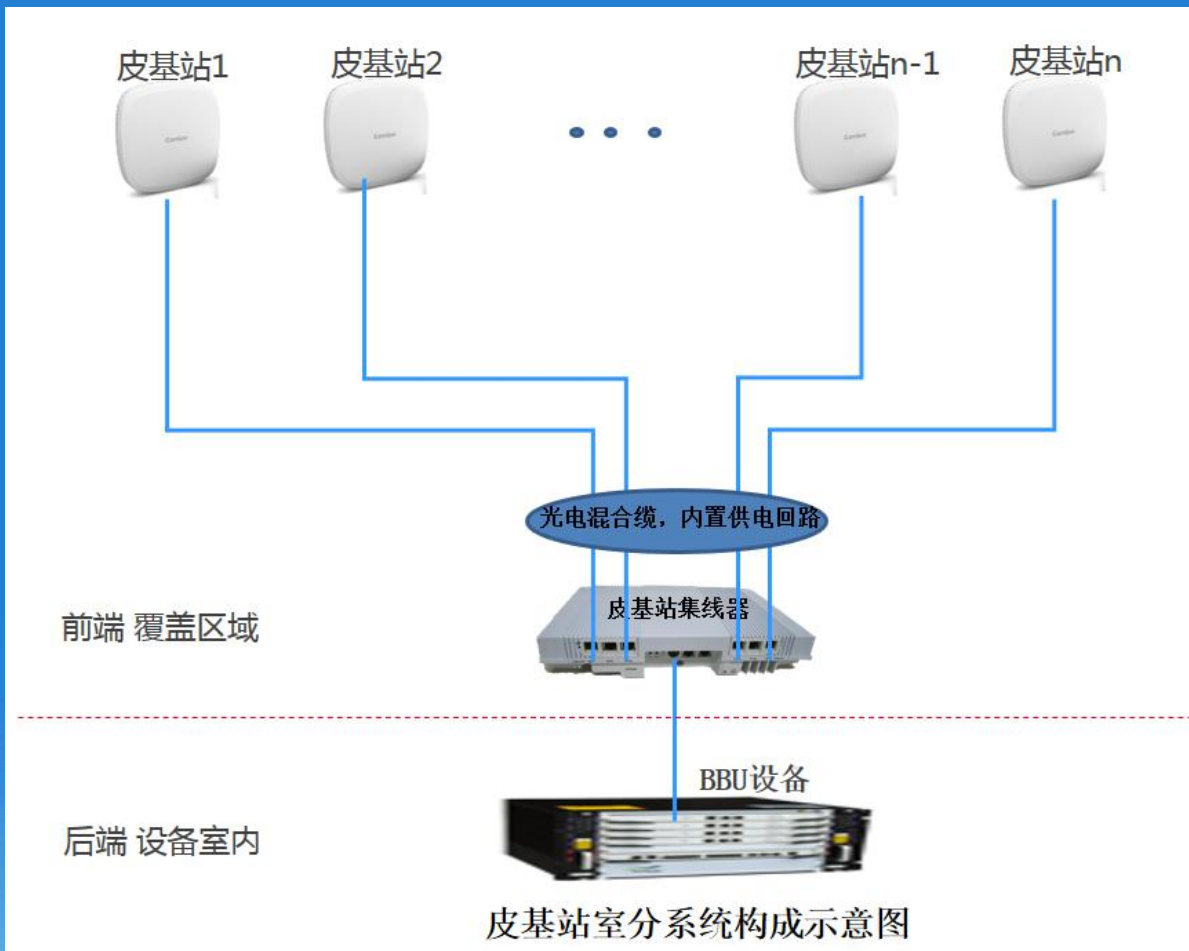 皮基站1
皮基站2
皮基站n-1
皮基站n
光电混合缆，内置供电回路
皮基站集线器
前端 覆盖区域
BBU设备
后端 设备室内
皮基站室分系统构成示意图